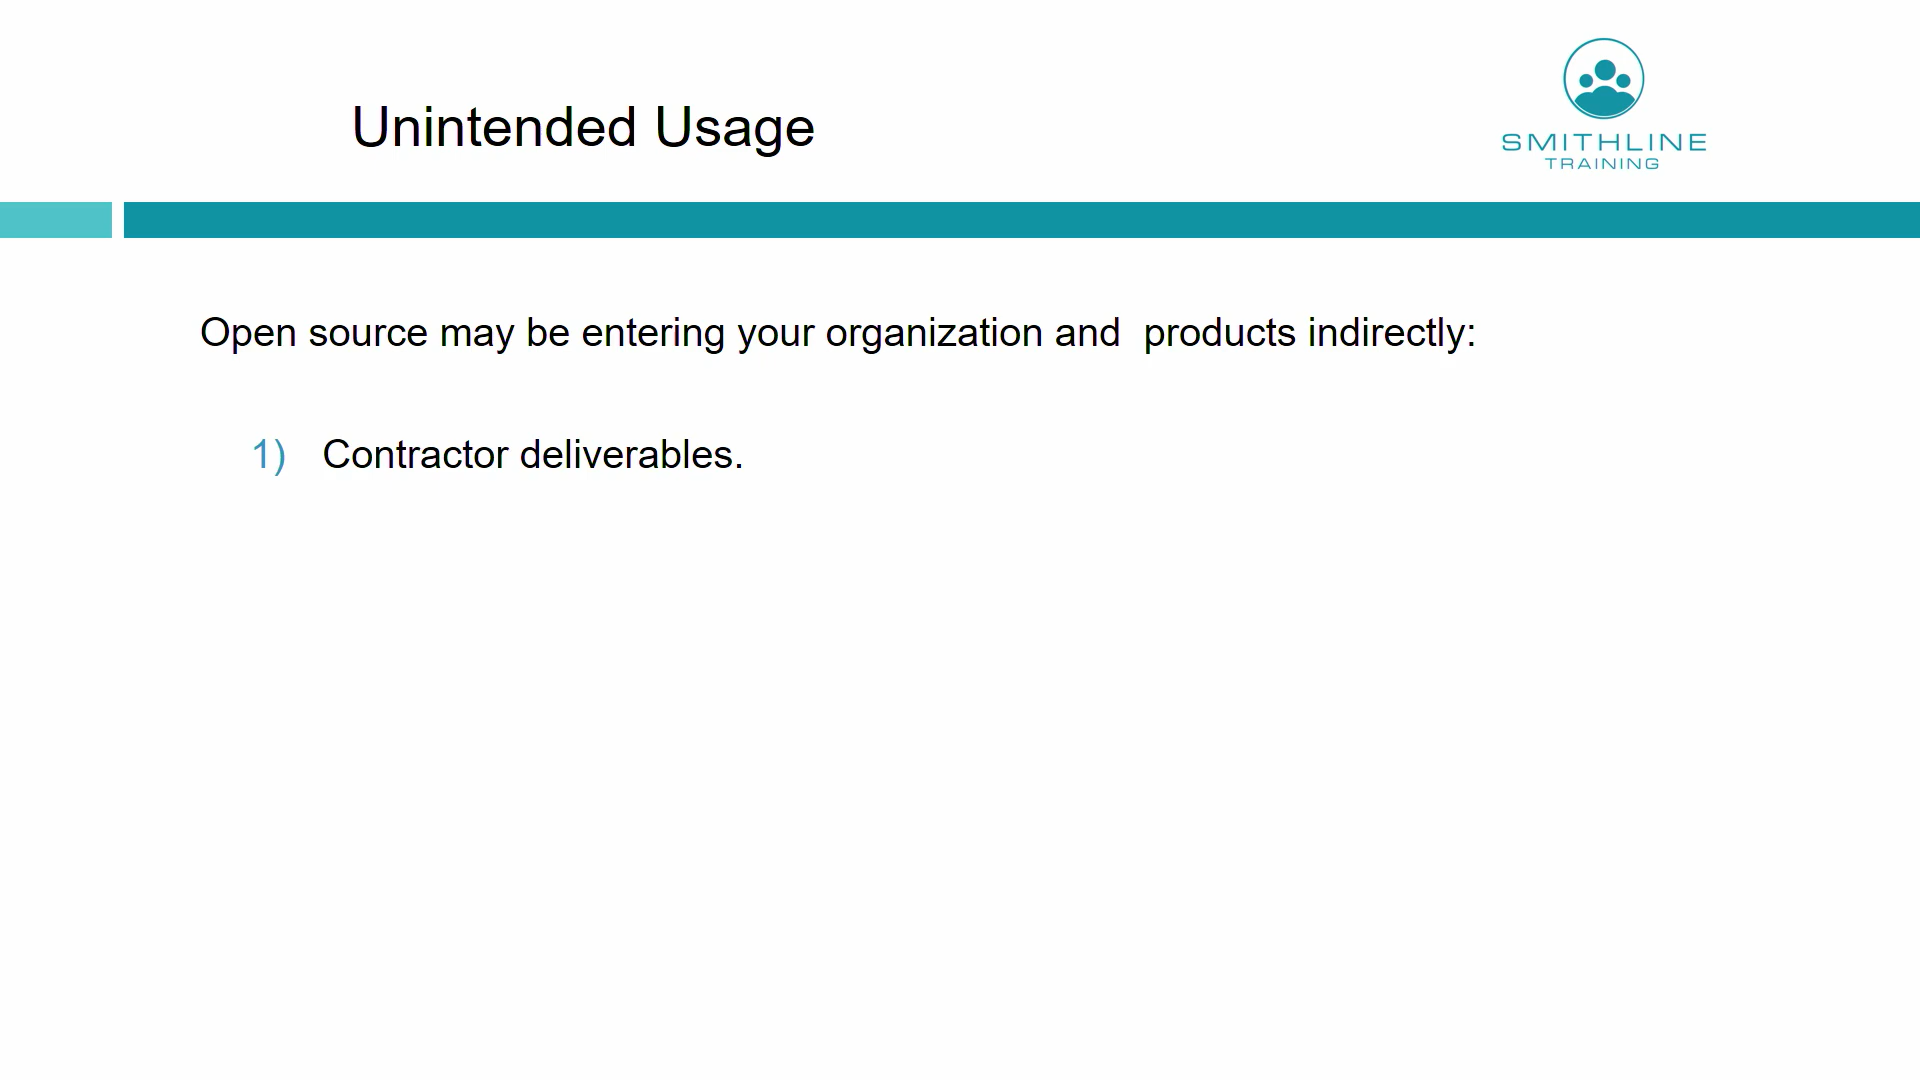 Unintended Usage
SMITHLINE
TRAINING
Open source may be entering your organization and  products indirectly:
1) Contractor deliverables.